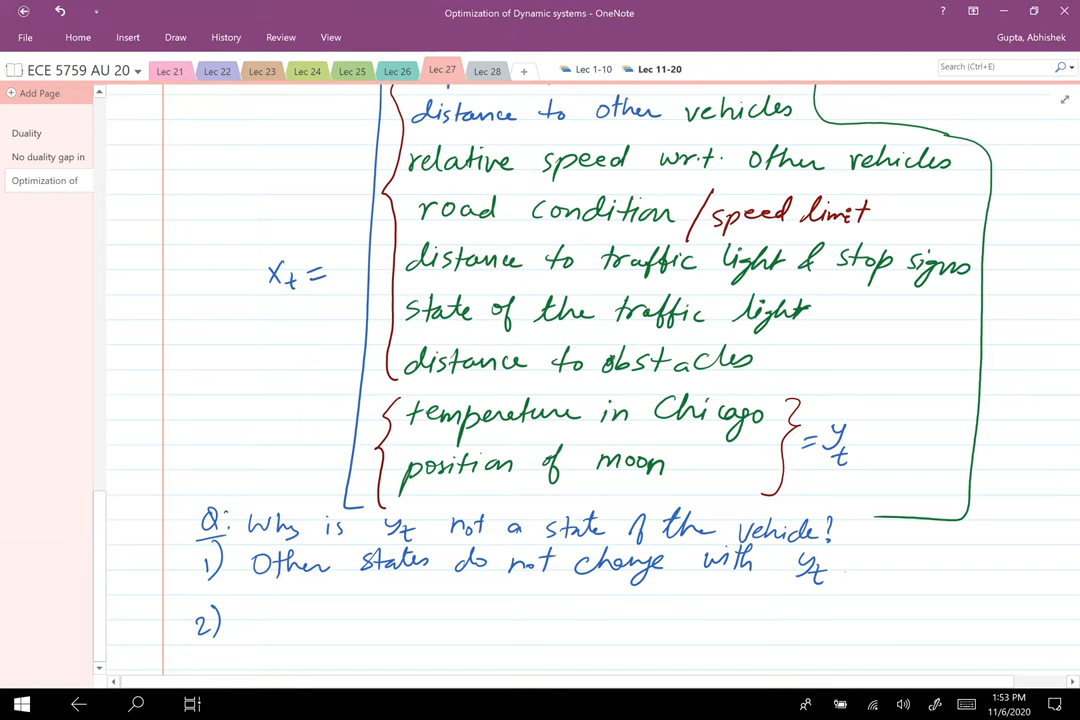 Optimization of Dynamic systems - OneNote
File Home Insert Draw History Review View Gupta, Abhishek
ECE 5759 AU 20 Lec 21 Lec 22 Lec 23 Lec 24 Lec 25 Lec 26 Lec 27 Lec 28 Lec 1-10 Lec 11-20 Search (Ctrl+E)
Add Page
Duality
No duality gap in
Optimization of
distance to other vehicles
relative speed w.r.t. other vehicles
road condition / speed limit
distance to traffic light & stop signs
x_t =
state of the traffic light
distance to obstacles
temperature in Chicago
position of moon
= y_t
Q: Why is y_t not a state of the vehicle?
1) Other states do not change with y_t
2)
1:53 PM
11/6/2020